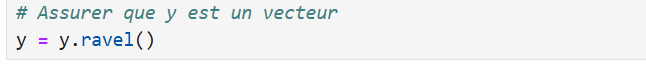 # Assurer que y est un vecteur
y = y.ravel()